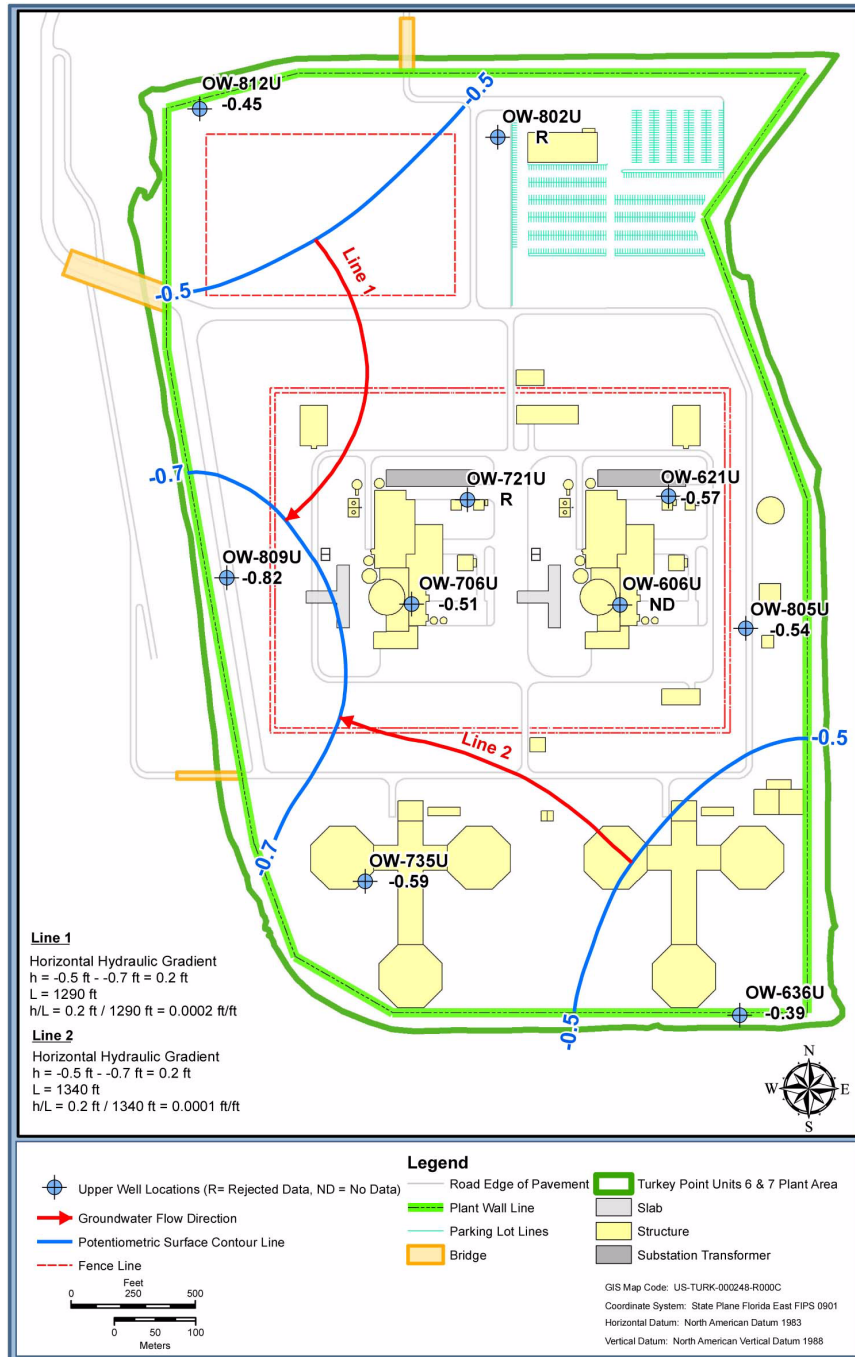 OW-812U
-0.45
-0.5
OW-802U
R
Line 1
-0.5
-0.7
OW-721U
R
OW-621U
-0.57
OW-809U
-0.82
OW-706U
-0.51
OW-606U
ND
OW-805U
-0.54
Line 2
-0.5
-0.7
OW-735U
-0.59
-0.5
OW-636U
-0.39
Line 1
Horizontal Hydraulic Gradient
h = -0.5 ft - -0.7 ft = 0.2 ft
L = 1290 ft
h/L = 0.2 ft / 1290 ft = 0.0002 ft/ft
Line 2
Horizontal Hydraulic Gradient
h = -0.5 ft - -0.7 ft = 0.2 ft
L = 1340 ft
h/L = 0.2 ft / 1340 ft = 0.0001 ft/ft
N
W E
S
Legend
Upper Well Locations (R= Rejected Data, ND = No Data)
Groundwater Flow Direction
Potentiometric Surface Contour Line
Fence Line
Road Edge of Pavement
Plant Wall Line
Parking Lot Lines
Bridge
Turkey Point Units 6 & 7 Plant Area
Slab
Structure
Substation Transformer
Feet
0 250 500
0 50 100
Meters
GIS Map Code: US-TURK-000248-R000C
Coordinate System: State Plane Florida East FIPS 0901
Horizontal Datum: North American Datum 1983
Vertical Datum: North American Vertical Datum 1988